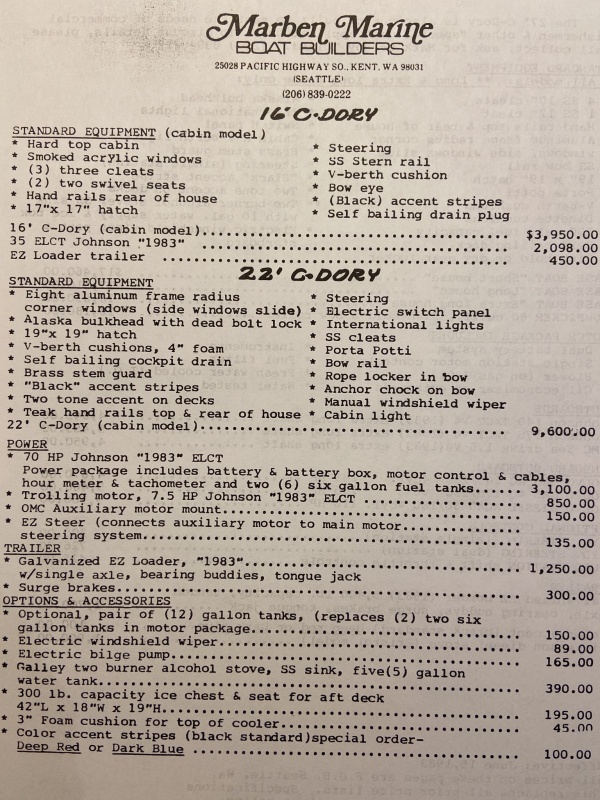 Marben Marine
BOAT BUILDERS
25028 PACIFIC HIGHWAY SO., KENT, WA 98031
(SEATTLE)
(206) 839-0222
16' C-DORY
STANDARD EQUIPMENT (cabin model)
* Hard top cabin
* Smoked acrylic windows
* (3) three cleats
* (2) two swivel seats
* Hand rails rear of house
* 17"x 17" hatch
* Steering
* SS Stern rail
* V-berth cushion
* Bow eye
* (Black) accent stripes
* Self bailing drain plug
16' C-Dory (cabin model)........................................ $3,950.00
35 ELCT Johnson "1983" ........................................ 2,098.00
EZ Loader trailer ........................................ 450.00
22' C-DORY
STANDARD EQUIPMENT
* Eight aluminum frame radius
corner windows (side windows slide)
* Alaska bulkhead with dead bolt lock
* 19"x 19" hatch
* V-berth cushions, 4" foam
* Self bailing cockpit drain
* Brass stem guard
* "Black" accent stripes
* Two tone accent on decks
* Teak hand rails top & rear of house
* Steering
* Electric switch panel
* International lights
* SS cleats
* Porta Potti
* Bow rail
* Rope locker in bow
* Anchor chock on bow
* Manual windshield wiper
* Cabin light
22' C-Dory (cabin model)........................................ 9,600.00
POWER
* 70 HP Johnson "1983" ELCT
Power package includes battery & battery box, motor control & cables,
hour meter & tachometer and two (6) six gallon fuel tanks...... 3,100.00
* Trolling motor, 7.5 HP Johnson "1983" ELCT .................... 850.00
* OMC Auxiliary motor mount........................................ 150.00
* EZ Steer (connects auxiliary motor to main motor...............
steering system........................................ 135.00
TRAILER
* Galvanized EZ Loader, "1983"................................... 1,250.00
w/single axle, bearing buddies, tongue jack
* Surge brakes........................................ 300.00
OPTIONS & ACCESSORIES
* Optional, pair of (12) gallon tanks, (replaces (2) two six
gallon tanks in motor package................................... 150.00
* Electric windshield wiper........................................ 89.00
* Electric bilge pump........................................ 165.00
* Galley two burner alcohol stove, SS sink, five(5) gallon
water tank........................................ 390.00
* 300 lb. capacity ice chest & seat for aft deck
42"L x 18"W x 19"H........................................ 195.00
* 3" Foam cushion for top of cooler.............................. 45.00
* Color accent stripes (black standard)special order-
Deep Red or Dark Blue ........................................ 100.00